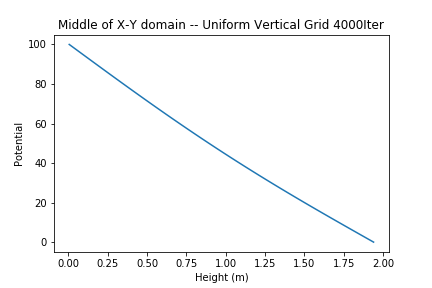 Middle of X-Y domain -- Uniform Vertical Grid 4000Iter
100
80
60
40
20
0
Potential
0.00 0.25 0.50 0.75 1.00 1.25 1.50 1.75 2.00
Height (m)